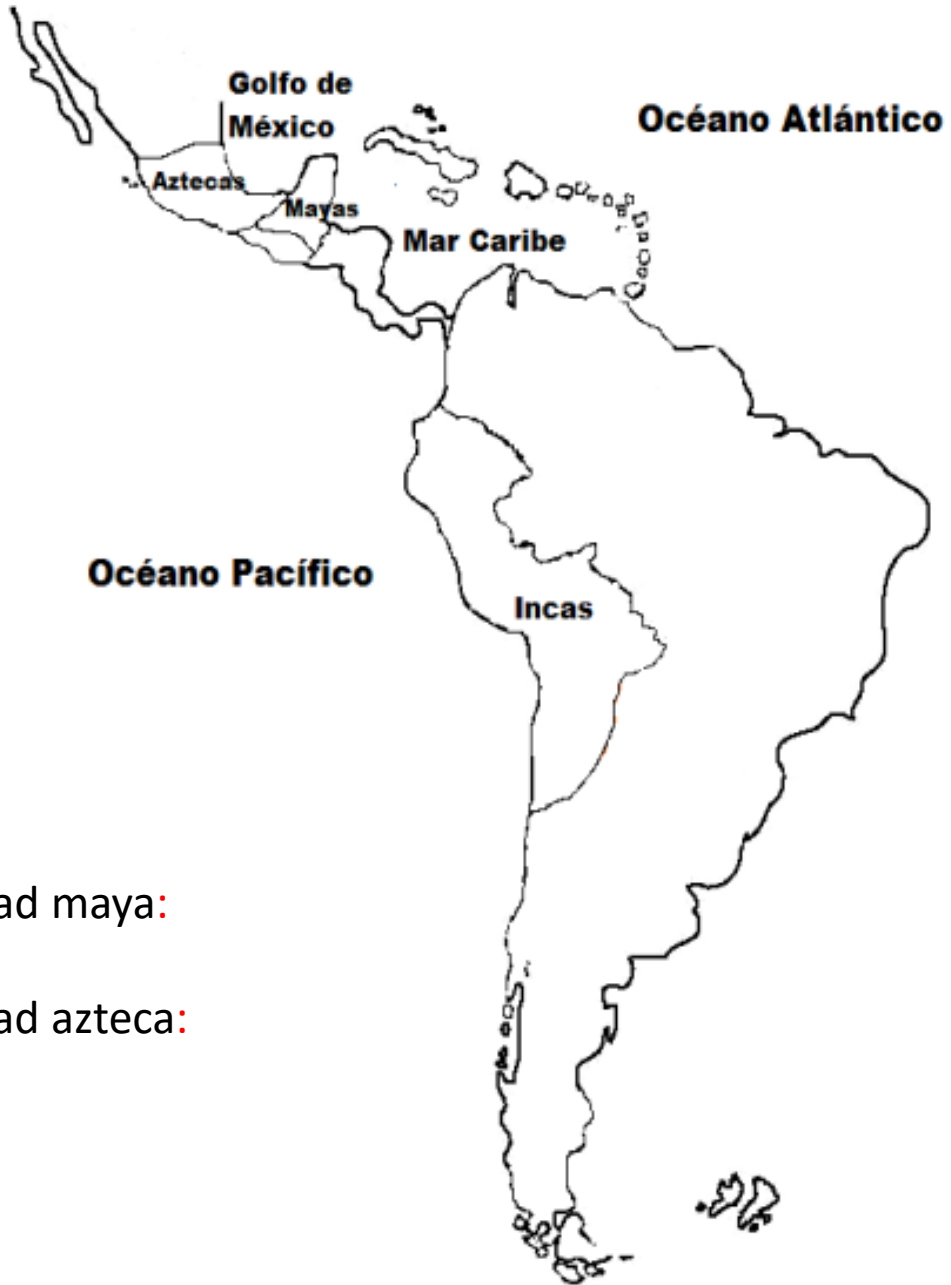 Golfo de
México
Océano Atlántico
Aztecas
Mayas
Mar Caribe
Océano Pacífico
Incas
ad maya:
ad azteca: